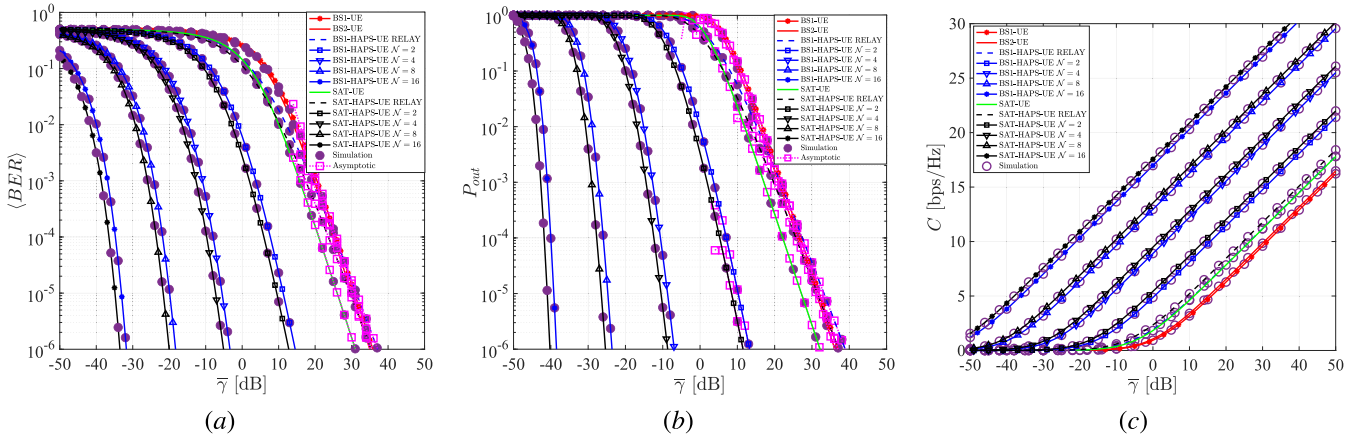 ⟨BER⟩
10^0
10^-1
10^-2
10^-3
10^-4
10^-5
10^-6
-50 -40 -30 -20 -10 0 10 20 30 40 50
γ̅ [dB]
BS1-UE
BS2-UE
BS1-HAPS-UE RELAY
BS1-HAPS-UE 𝒩 = 2
BS1-HAPS-UE 𝒩 = 4
BS1-HAPS-UE 𝒩 = 8
BS1-HAPS-UE 𝒩 = 16
SAT-UE
SAT-HAPS-UE RELAY
SAT-HAPS-UE 𝒩 = 2
SAT-HAPS-UE 𝒩 = 4
SAT-HAPS-UE 𝒩 = 8
SAT-HAPS-UE 𝒩 = 16
Simulation
Asymptotic
(a)
P_out
10^0
10^-1
10^-2
10^-3
10^-4
10^-5
10^-6
-50 -40 -30 -20 -10 0 10 20 30 40 50
γ̅ [dB]
BS1-UE
BS2-UE
BS1-HAPS-UE RELAY
BS1-HAPS-UE 𝒩 = 2
BS1-HAPS-UE 𝒩 = 4
BS1-HAPS-UE 𝒩 = 8
BS1-HAPS-UE 𝒩 = 16
SAT-UE
SAT-HAPS-UE RELAY
SAT-HAPS-UE 𝒩 = 2
SAT-HAPS-UE 𝒩 = 4
SAT-HAPS-UE 𝒩 = 8
SAT-HAPS-UE 𝒩 = 16
Simulation
Asymptotic
(b)
C [bps/Hz]
30
25
20
15
10
5
0
-50 -40 -30 -20 -10 0 10 20 30 40 50
γ̅ [dB]
BS1-UE
BS2-UE
BS1-HAPS-UE RELAY
BS1-HAPS-UE 𝒩 = 2
BS1-HAPS-UE 𝒩 = 4
BS1-HAPS-UE 𝒩 = 8
BS1-HAPS-UE 𝒩 = 16
SAT-UE
SAT-HAPS-UE RELAY
SAT-HAPS-UE 𝒩 = 2
SAT-HAPS-UE 𝒩 = 4
SAT-HAPS-UE 𝒩 = 8
SAT-HAPS-UE 𝒩 = 16
Simulation
(c)